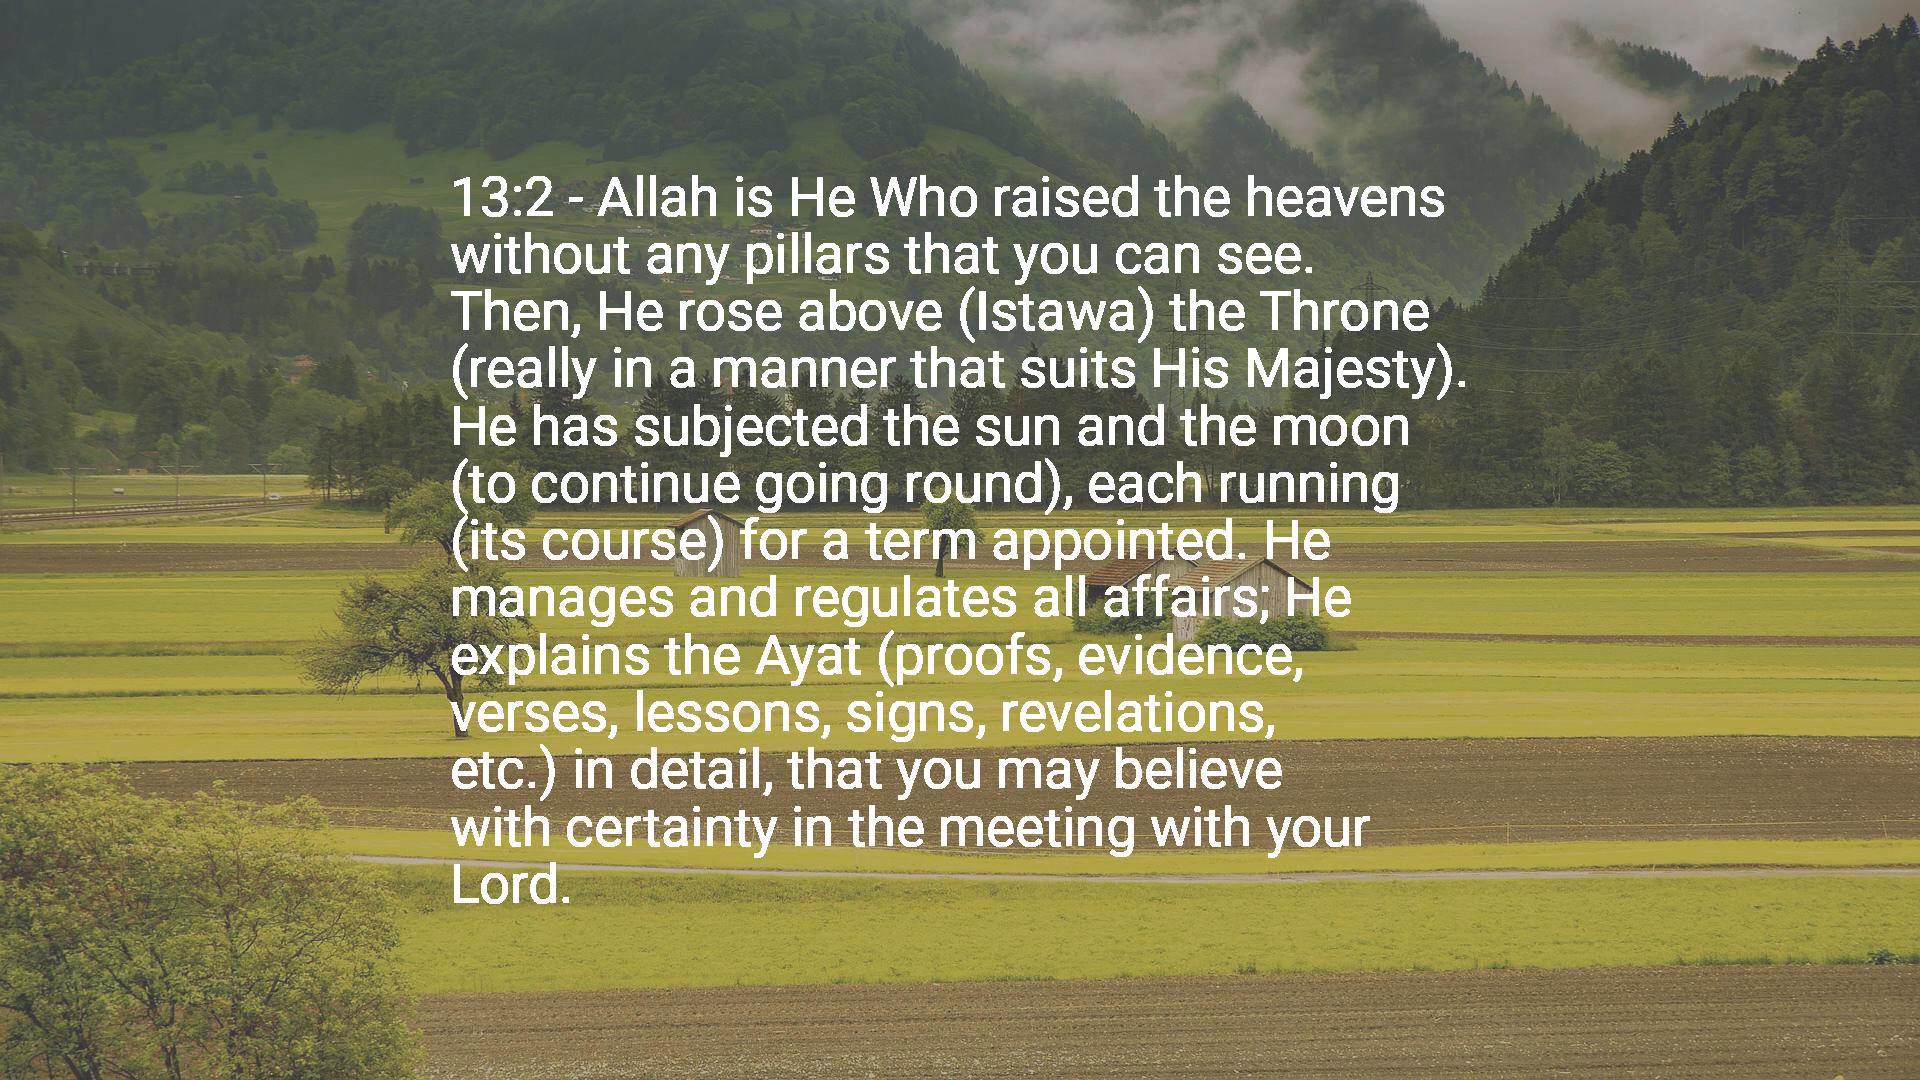 13:2 - Allah is He Who raised the heavens
without any pillars that you can see.
Then, He rose above (Istawa) the Throne
(really in a manner that suits His Majesty).
He has subjected the sun and the moon
(to continue going round), each running
(its course) for a term appointed. He
manages and regulates all affairs; He
explains the Ayat (proofs, evidence,
verses, lessons, signs, revelations,
etc.) in detail, that you may believe
with certainty in the meeting with your
Lord.